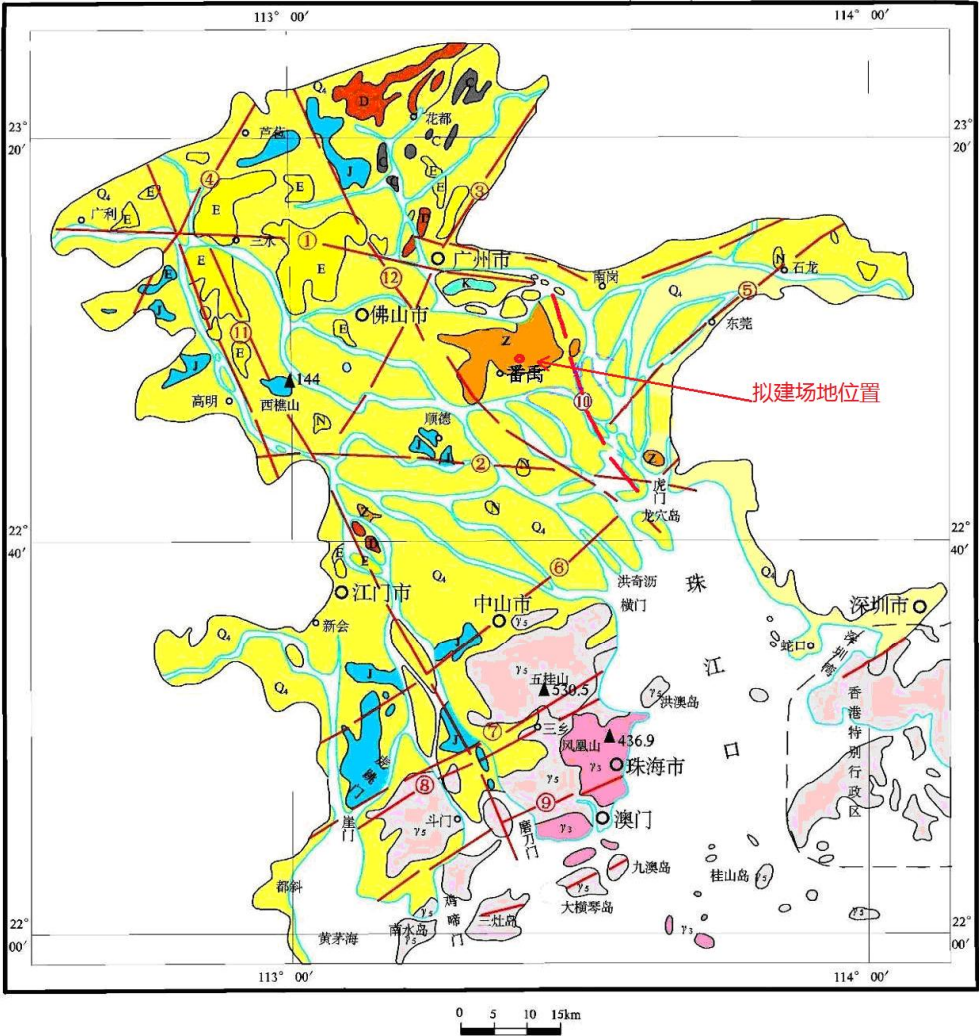 113° 00′
114° 00′
23° 20′
23° 20′
Q4
D
C
芦苞
花都
J
C
C
E
E
③
④
E
E
Q4
E
E
广利
D
三水
①
E
⑫
广州市
K
南岗
N
石龙
Q4
⑤
东莞
E
E
J
佛山市
Z
番禺
拟建场地位置
⑪
E
E
144
西樵山
J
高明
N
顺德
J
J
⑩
②
N
Z
虎门
龙穴岛
22° 40′
22° 40′
Z
D
N
Q4
E
E
Q4
⑥
洪奇沥
横门
珠江口
Q4
江门市
中山市
γ5
深圳市
新会
Q4
蛇口
深圳湾
J
J
γ5
五桂山
530.5
γ5
洪澳岛
香港特别行政区
Q4
J
⑦
三乡
凤凰山
436.9
γ3
珠海市
γ5
⑧
⑨
崖门
斗门
γ5
磨刀门
γ3
澳门
九澳岛
桂山岛
γ5
都斜
γ5
大横琴岛
鸡啼门
三灶岛
南水岛
γ5
黄茅海
γ5
γ3
22° 00′
22° 00′
113° 00′
114° 00′
0 5 10 15km